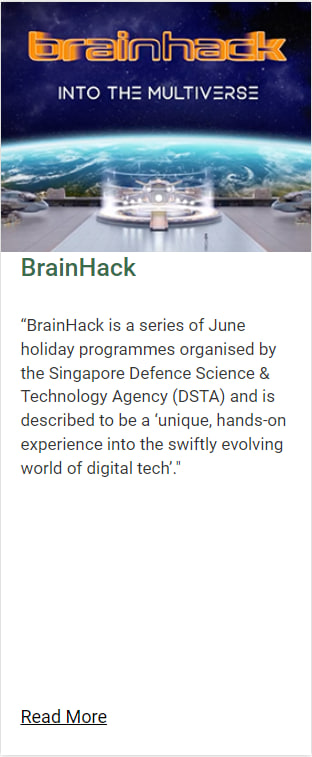 brainhack
INTO THE MULTIVERSE
BrainHack
“BrainHack is a series of June
holiday programmes organised by
the Singapore Defence Science &
Technology Agency (DSTA) and is
described to be a ‘unique, hands-on
experience into the swiftly evolving
world of digital tech’."
Read More